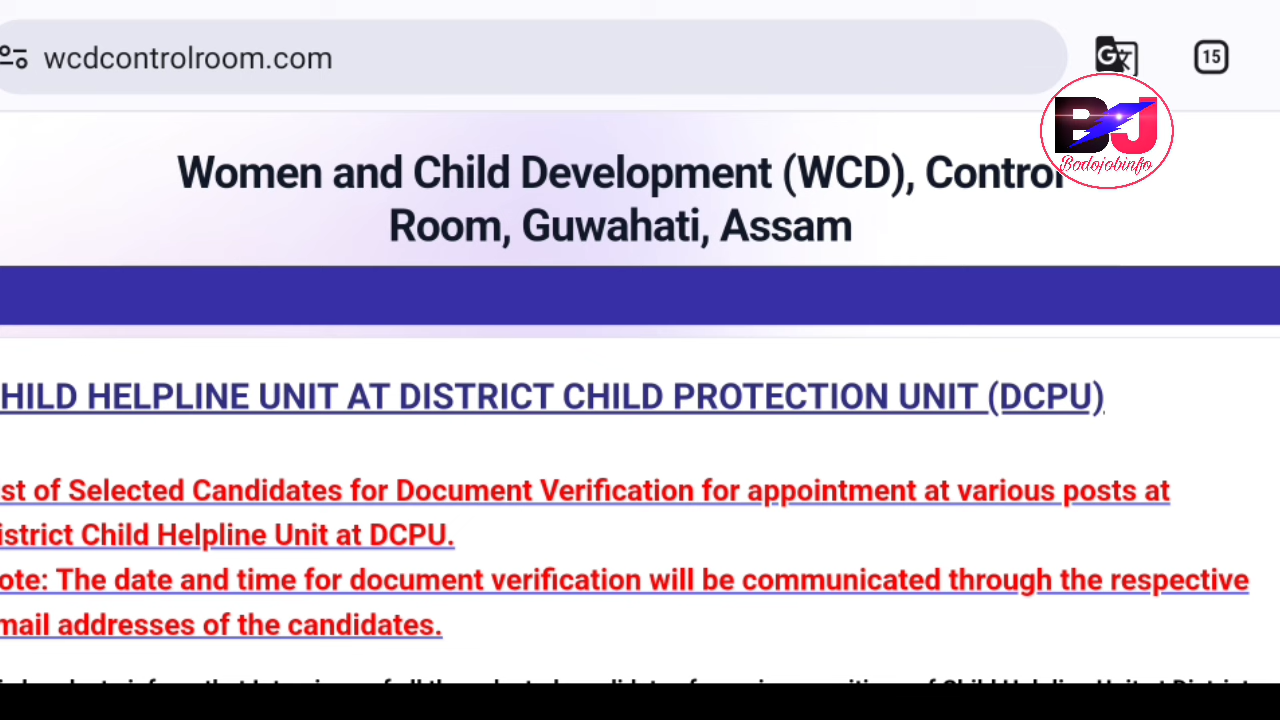 wcdcontrolroom.com
15
BJ
Bodojobinfo
Women and Child Development (WCD), Control
Room, Guwahati, Assam
HILD HELPLINE UNIT AT DISTRICT CHILD PROTECTION UNIT (DCPU)
st of Selected Candidates for Document Verification for appointment at various posts at
istrict Child Helpline Unit at DCPU.
ote: The date and time for document verification will be communicated through the respective
mail addresses of the candidates.